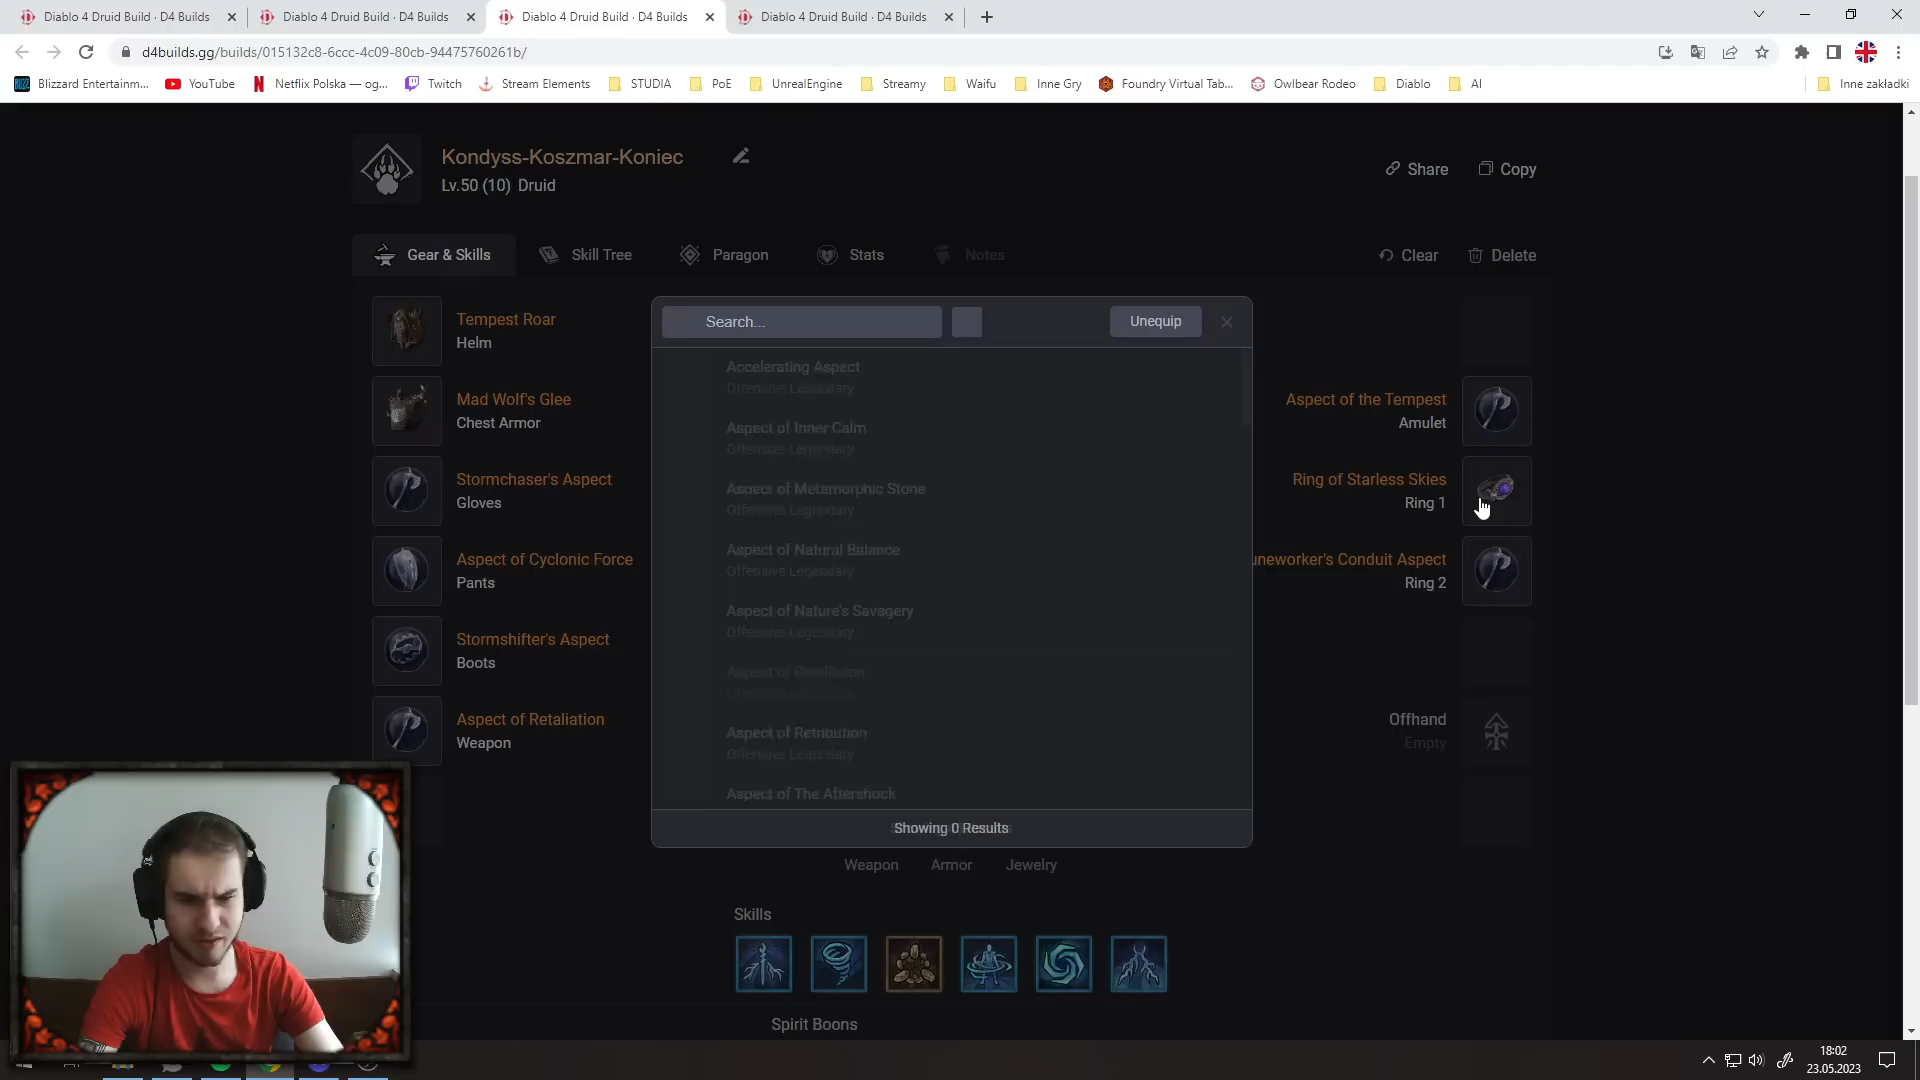 Diablo 4 Druid Build · D4 Builds
Diablo 4 Druid Build · D4 Builds
Diablo 4 Druid Build · D4 Builds
Diablo 4 Druid Build · D4 Builds
d4builds.gg/builds/015132c8-6ccc-4c09-80cb-94475760261b/
Blizzard Entertainm...
YouTube
Netflix Polska — og...
Twitch
Stream Elements
STUDIA
PoE
UnrealEngine
Streamy
Waifu
Inne Gry
Foundry Virtual Tab...
Owlbear Rodeo
Diablo
AI
Inne zakładki
Kondyss-Koszmar-Koniec
Lv.50 (10) Druid
Share
Copy
Gear & Skills
Skill Tree
Paragon
Stats
Notes
Clear
Delete
Tempest Roar
Helm
Mad Wolf's Glee
Chest Armor
Stormchaser's Aspect
Gloves
Aspect of Cyclonic Force
Pants
Stormshifter's Aspect
Boots
Aspect of Retaliation
Weapon
Search...
Unequip
Accelerating Aspect
Offensive Legendary
Aspect of Inner Calm
Offensive Legendary
Aspect of Metamorphic Stone
Offensive Legendary
Aspect of Natural Balance
Offensive Legendary
Aspect of Nature's Savagery
Offensive Legendary
Aspect of Retaliation
Offensive Legendary
Aspect of Retribution
Offensive Legendary
Aspect of The Aftershock
Showing 0 Results
Aspect of the Tempest
Amulet
Ring of Starless Skies
Ring 1
uneworker's Conduit Aspect
Ring 2
Offhand
Empty
Weapon
Armor
Jewelry
Skills
Spirit Boons
18:02
23.05.2023